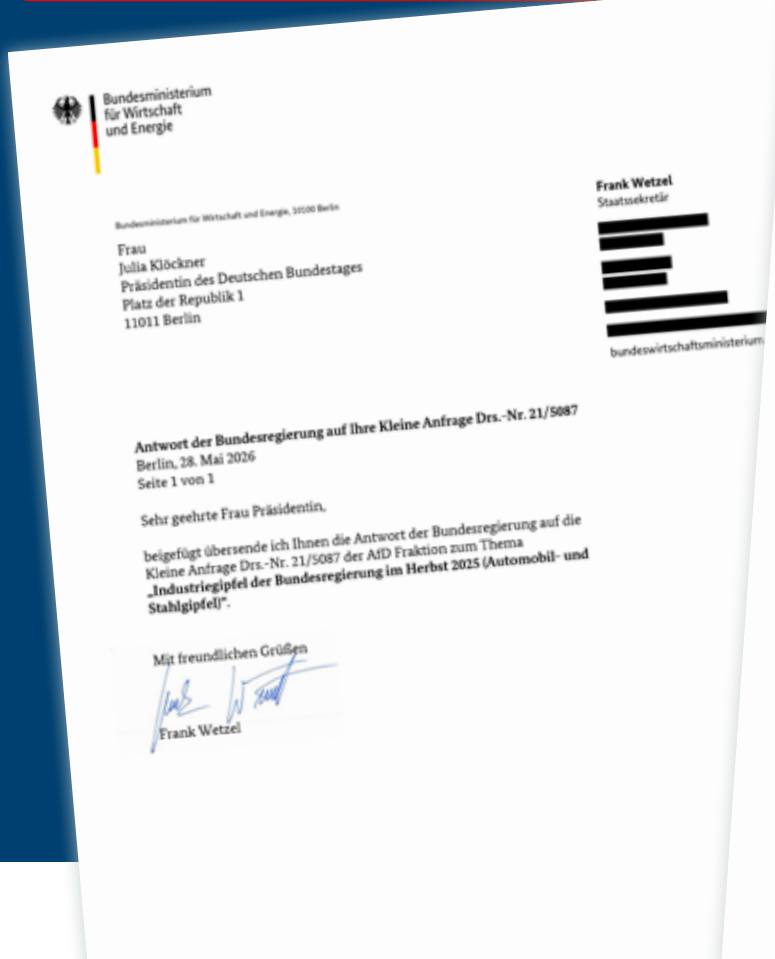 Bundesministerium
für Wirtschaft
und Energie
Bundesministerium für Wirtschaft und Energie, 10100 Berlin
Frau
Julia Klöckner
Präsidentin des Deutschen Bundestages
Platz der Republik 1
11011 Berlin
Frank Wetzel
Staatssekretär
bundeswirtschaftsministerium
Antwort der Bundesregierung auf Ihre Kleine Anfrage Drs.-Nr. 21/5087
Berlin, 28. Mai 2026
Seite 1 von 1
Sehr geehrte Frau Präsidentin,
beigefügt übersende ich Ihnen die Antwort der Bundesregierung auf die
Kleine Anfrage Drs.-Nr. 21/5087 der AfD Fraktion zum Thema
„Industriegipfel der Bundesregierung im Herbst 2025 (Automobil- und
Stahlgipfel)“.
Mit freundlichen Grüßen
Frank Wetzel